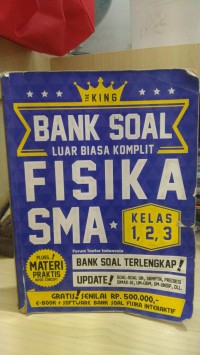 THE KING
BANK SOAL
LUAR BIASA KOMPLIT
FISIKA
SMA
KELAS
1, 2, 3
Forum Tentor Indonesia
PLUS!
MATERI
PRAKTIS
BANK SOAL TERLENGKAP!
UPDATE!
GRATIS! SENILAI RP. 500.000,-
E-BOOK + SOFTWARE BANK SOAL FISIKA INTERAKTIF